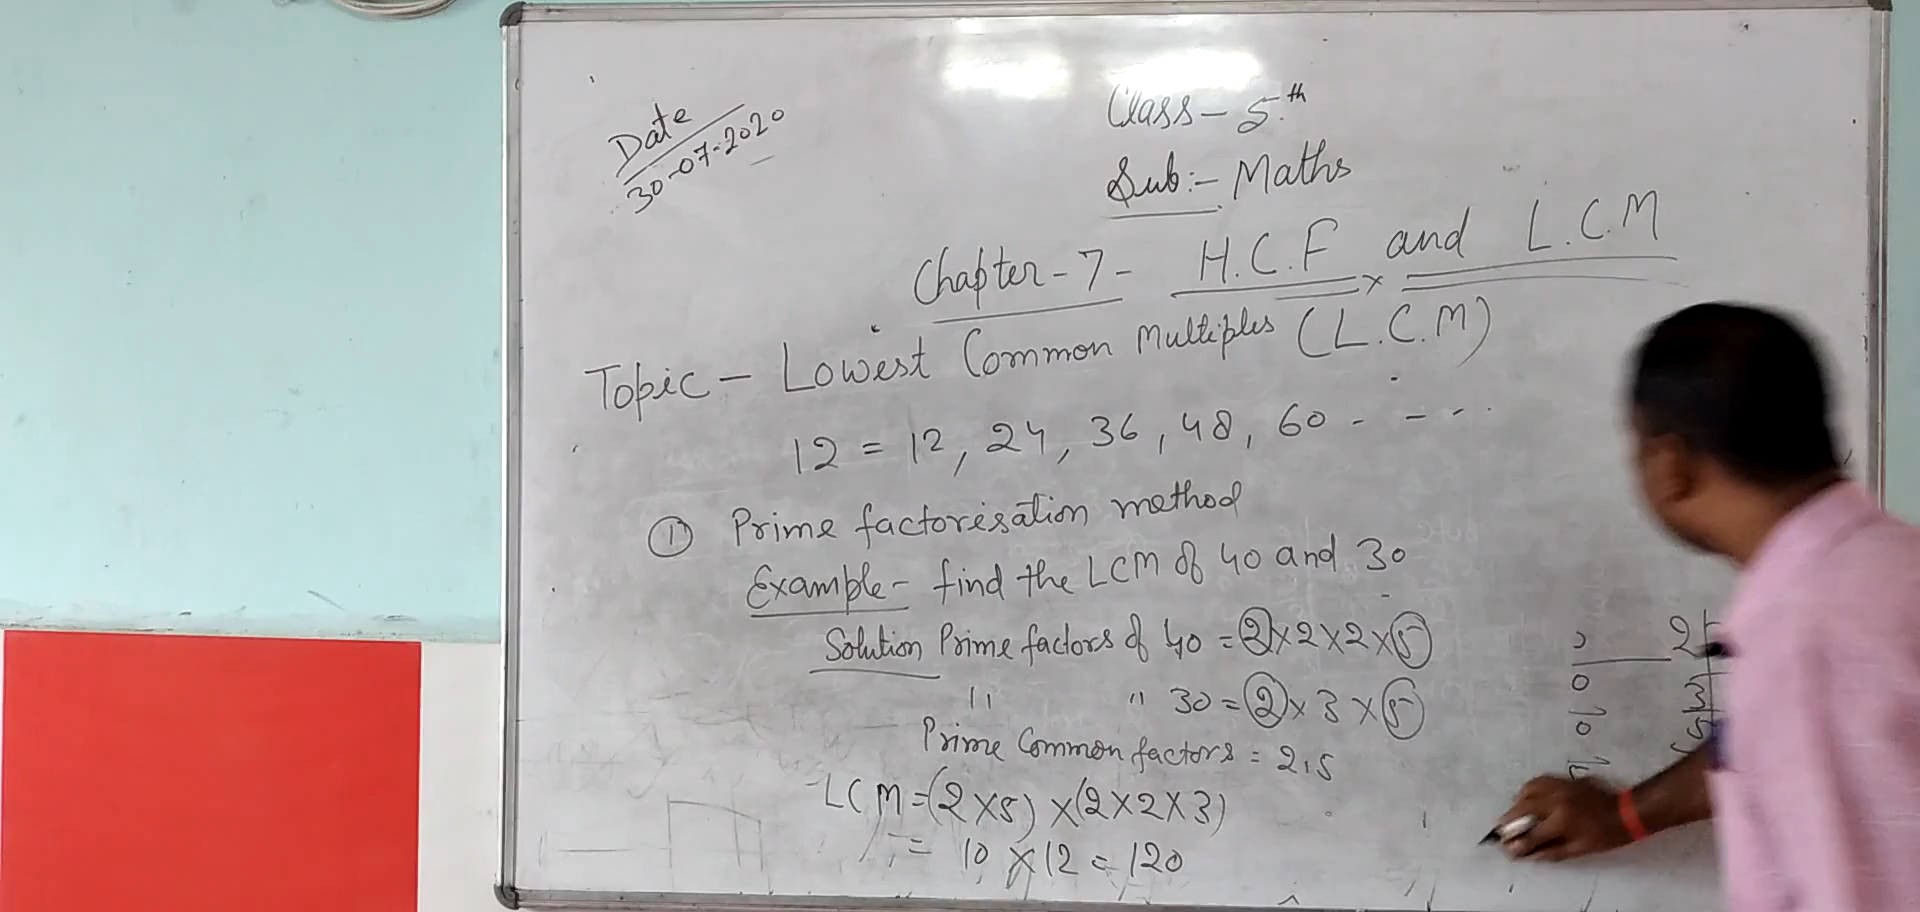 Date
30-07-2020
Class - 5th
Sub:- Maths
Chapter-7- H.C.F and L.C.M
Topic - Lowest Common Multiples (L.C.M)
12 = 12, 24, 36, 48, 60 - - - .
① Prime factorisation method
Example- find the LCM of 40 and 30
Solution Prime factors of 40 = 2×2×2×5
" " 30 = 2×3×5
Prime Common factors = 2,5
LCM = (2×5) × (2×2×3)
= 10 × 12 = 120